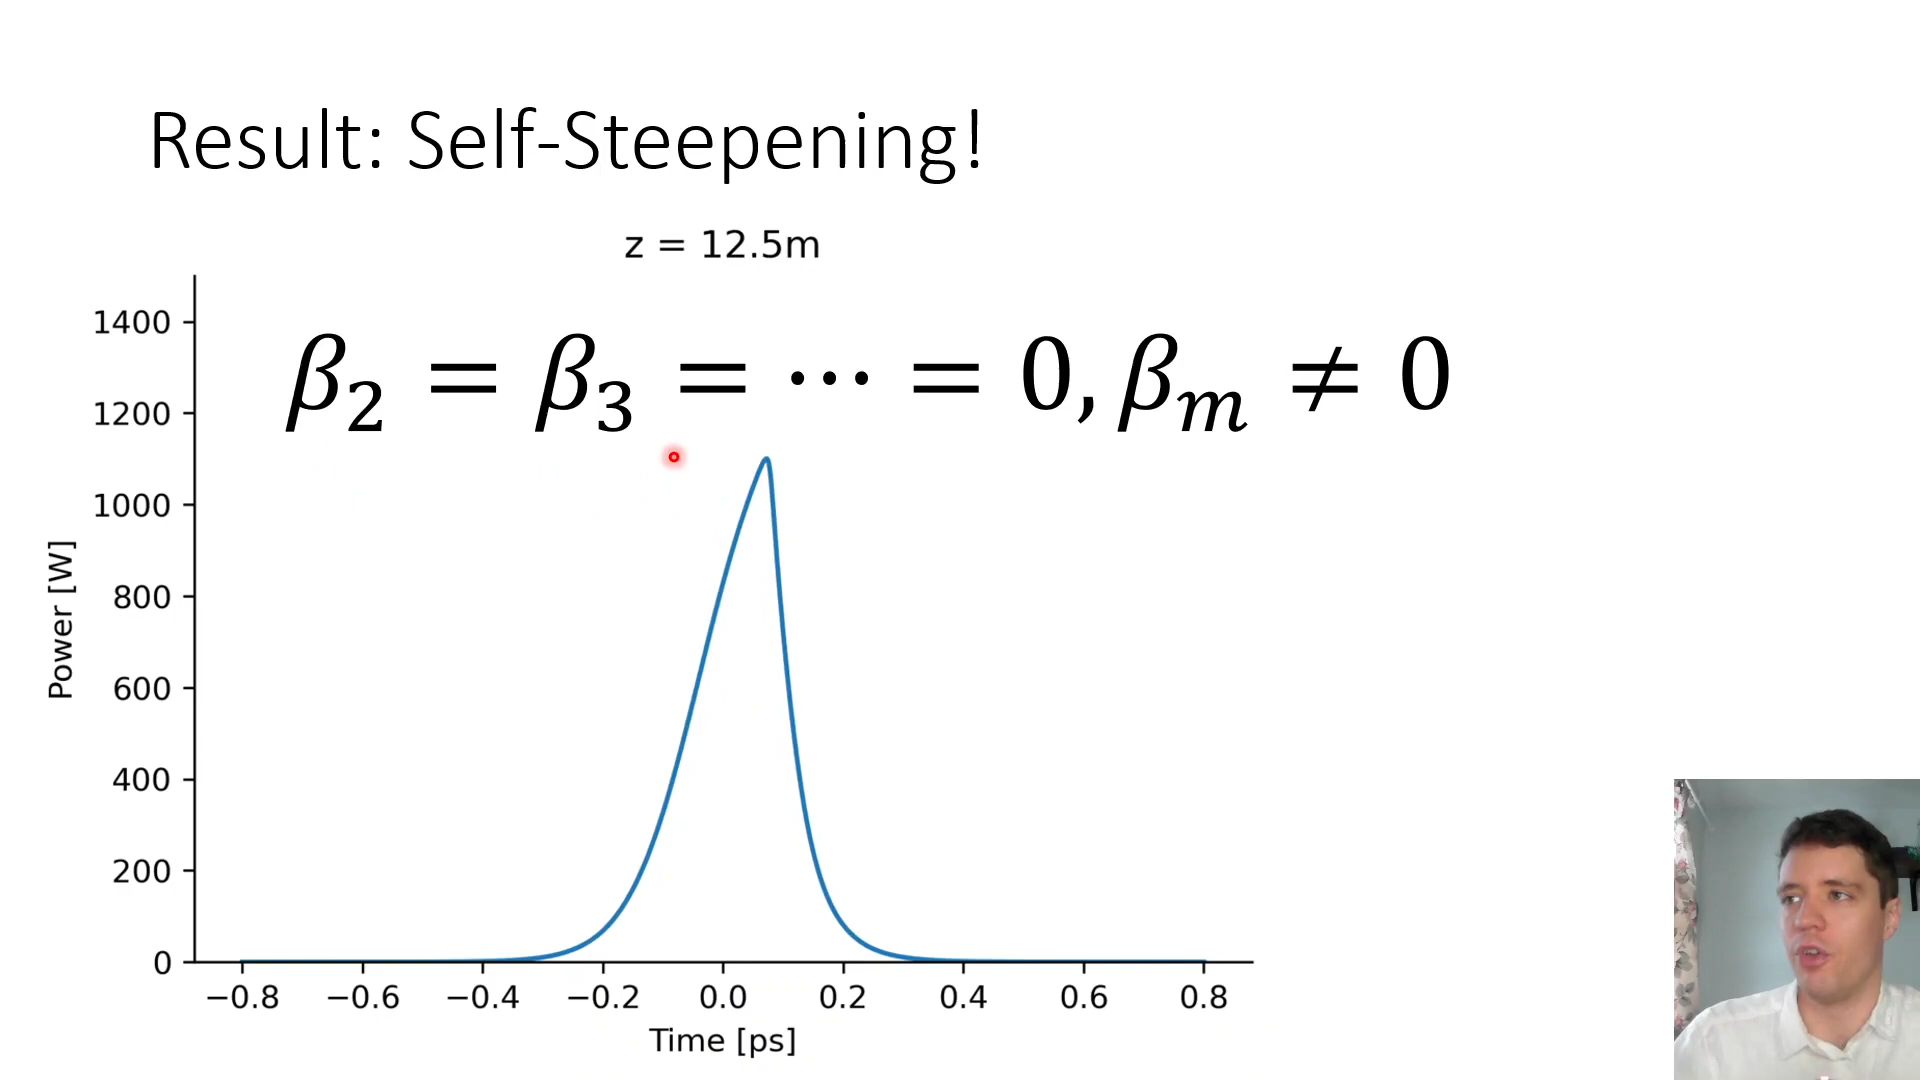 Result: Self-Steepening!
z = 12.5m
β₂ = β₃ = ⋯ = 0, βₘ ≠ 0
1400
1200
1000
800
600
400
200
0
Power [W]
−0.8 −0.6 −0.4 −0.2 0.0 0.2 0.4 0.6 0.8
Time [ps]